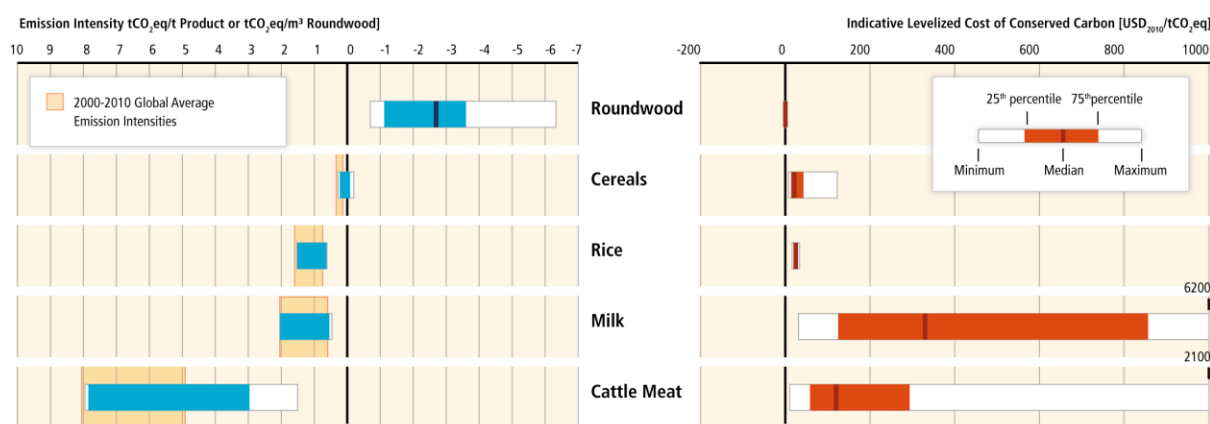 Emission Intensity tCO₂eq/t Product or tCO₂eq/m³ Roundwood]
10 9 8 7 6 5 4 3 2 1 0 -1 -2 -3 -4 -5 -6 -7
2000-2010 Global Average
Emission Intensities
Indicative Levelized Cost of Conserved Carbon [USD₂₀₁₀/tCO₂eq]
-200 0 200 400 600 800 1000
25th percentile 75th percentile
Minimum Median Maximum
Roundwood
Cereals
Rice
6200
Milk
2100
Cattle Meat